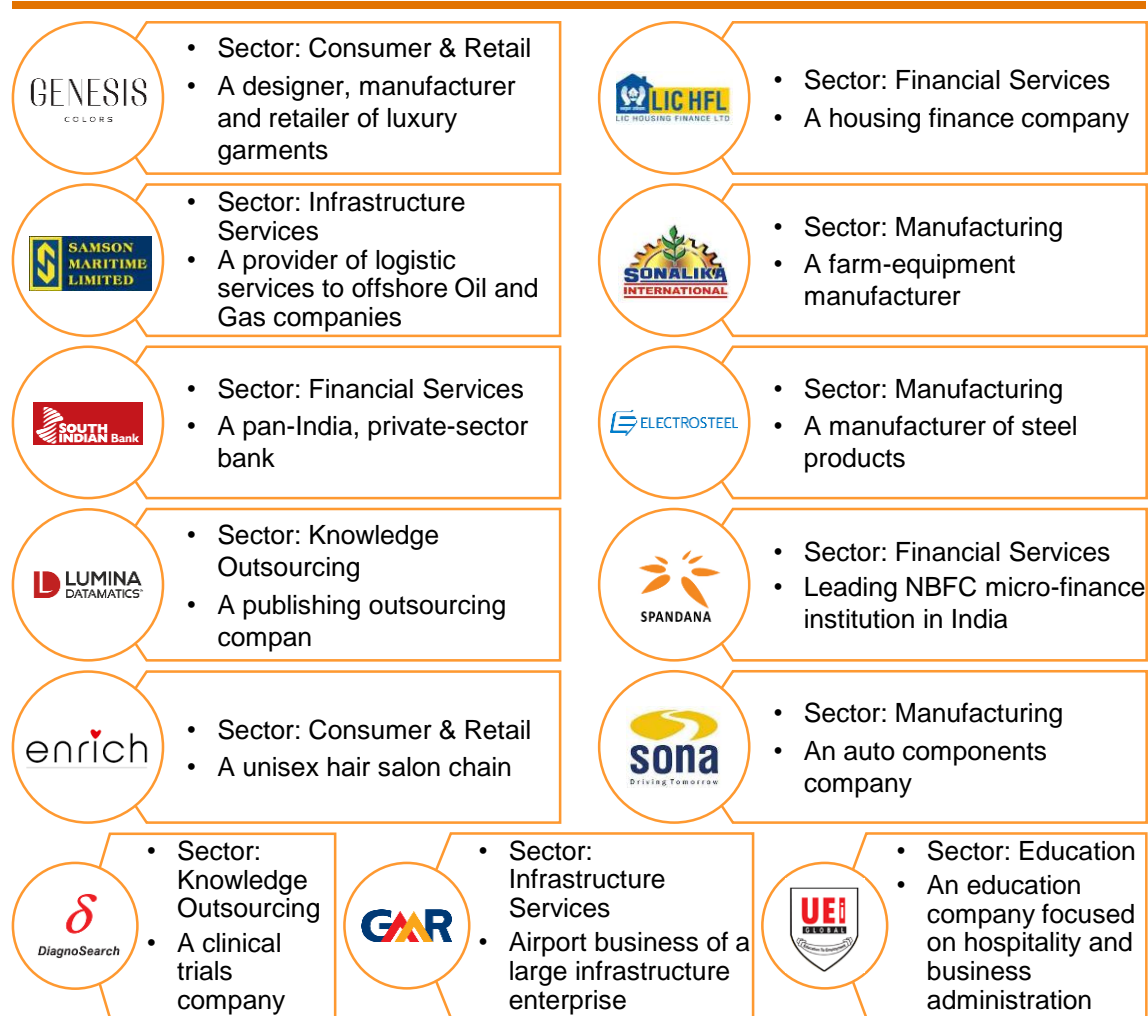 GENESIS
COLORS
• Sector: Consumer & Retail
• A designer, manufacturer
and retailer of luxury
garments
LIC HFL
LIC HOUSING FINANCE LTD
• Sector: Financial Services
• A housing finance company
SAMSON
MARITIME
LIMITED
• Sector: Infrastructure
Services
• A provider of logistic
services to offshore Oil and
Gas companies
SONALIKA
INTERNATIONAL
• Sector: Manufacturing
• A farm-equipment
manufacturer
SOUTH
INDIAN Bank
• Sector: Financial Services
• A pan-India, private-sector
bank
ELECTROSTEEL
• Sector: Manufacturing
• A manufacturer of steel
products
LUMINA
DATAMATICS
• Sector: Knowledge
Outsourcing
• A publishing outsourcing
compan
SPANDANA
• Sector: Financial Services
• Leading NBFC micro-finance
institution in India
enrich
• Sector: Consumer & Retail
• A unisex hair salon chain
sona
Driving Tomorrow
• Sector: Manufacturing
• An auto components
company
δ
DiagnoSearch
• Sector:
Knowledge
Outsourcing
• A clinical
trials
company
GMR
• Sector:
Infrastructure
Services
• Airport business of a
large infrastructure
enterprise
UEI
GLOBAL
• Sector: Education
• An education
company focused
on hospitality and
business
administration